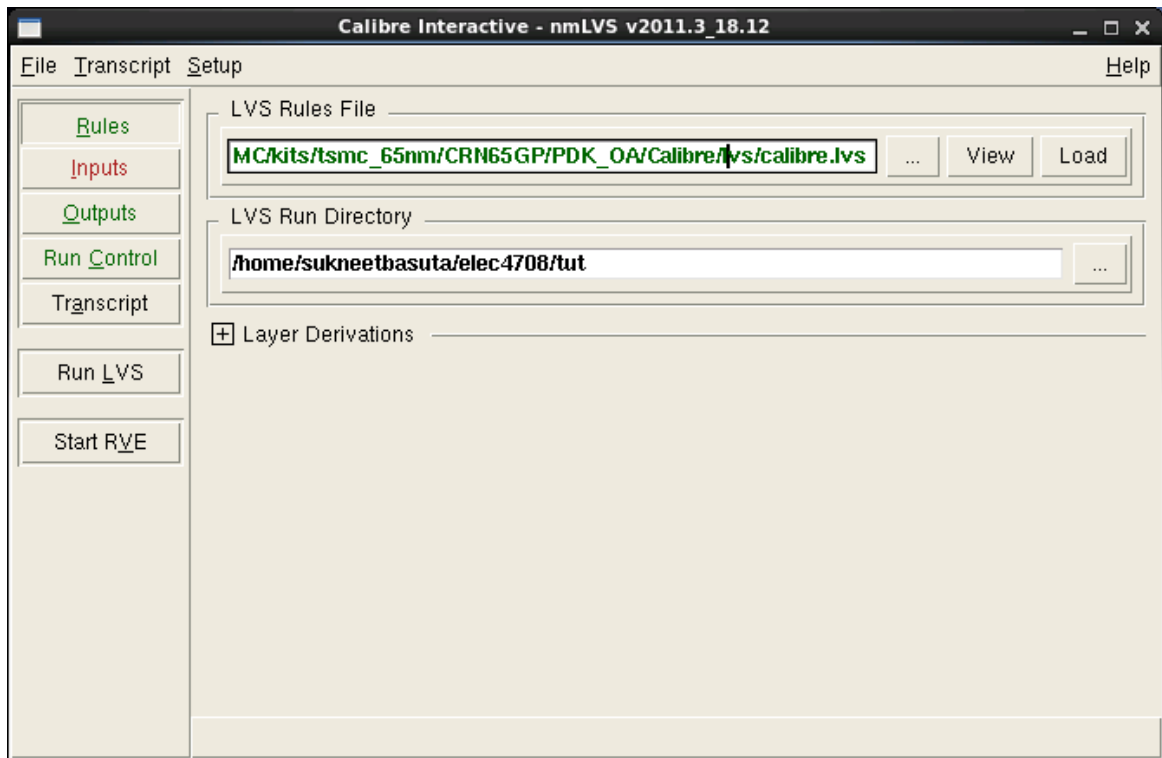 Calibre Interactive - nmLVS v2011.3_18.12
File Transcript Setup Help
Rules
Inputs
Outputs
Run Control
Transcript
Run LVS
Start RVE
LVS Rules File
MC/kits/tsmc_65nm/CRN65GP/PDK_OA/Calibre/lvs/calibre.lvs ... View Load
LVS Run Directory
/home/sukneetbasuta/elec4708/tut ...
Layer Derivations